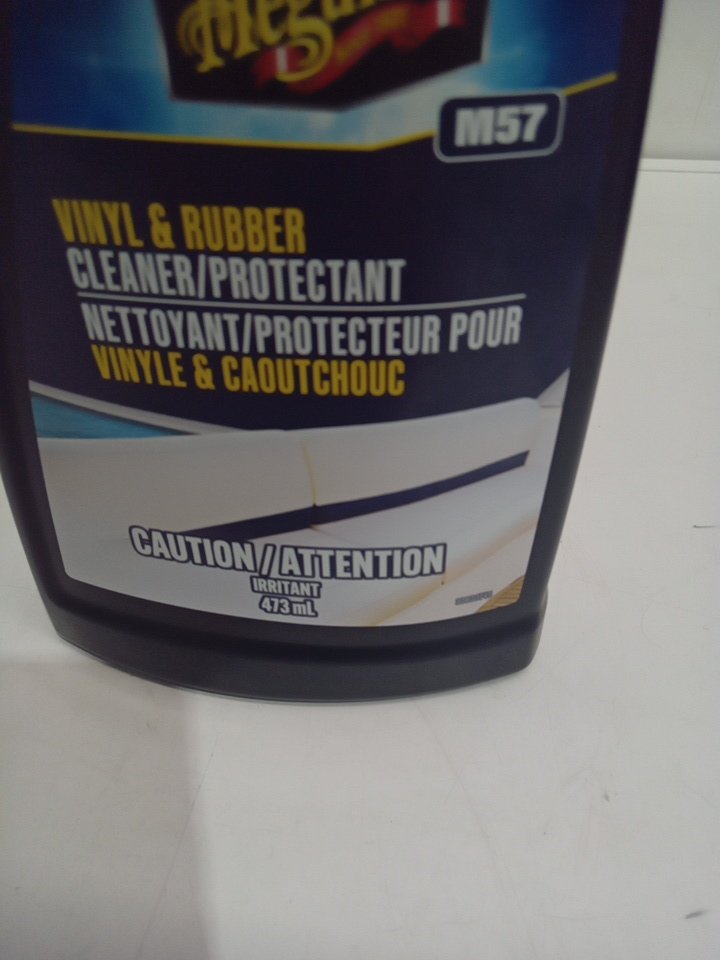 M57
VINYL & RUBBER
CLEANER/PROTECTANT
NETTOYANT/PROTECTEUR POUR
VINYLE & CAOUTCHOUC
CAUTION / ATTENTION
IRRITANT
473 mL